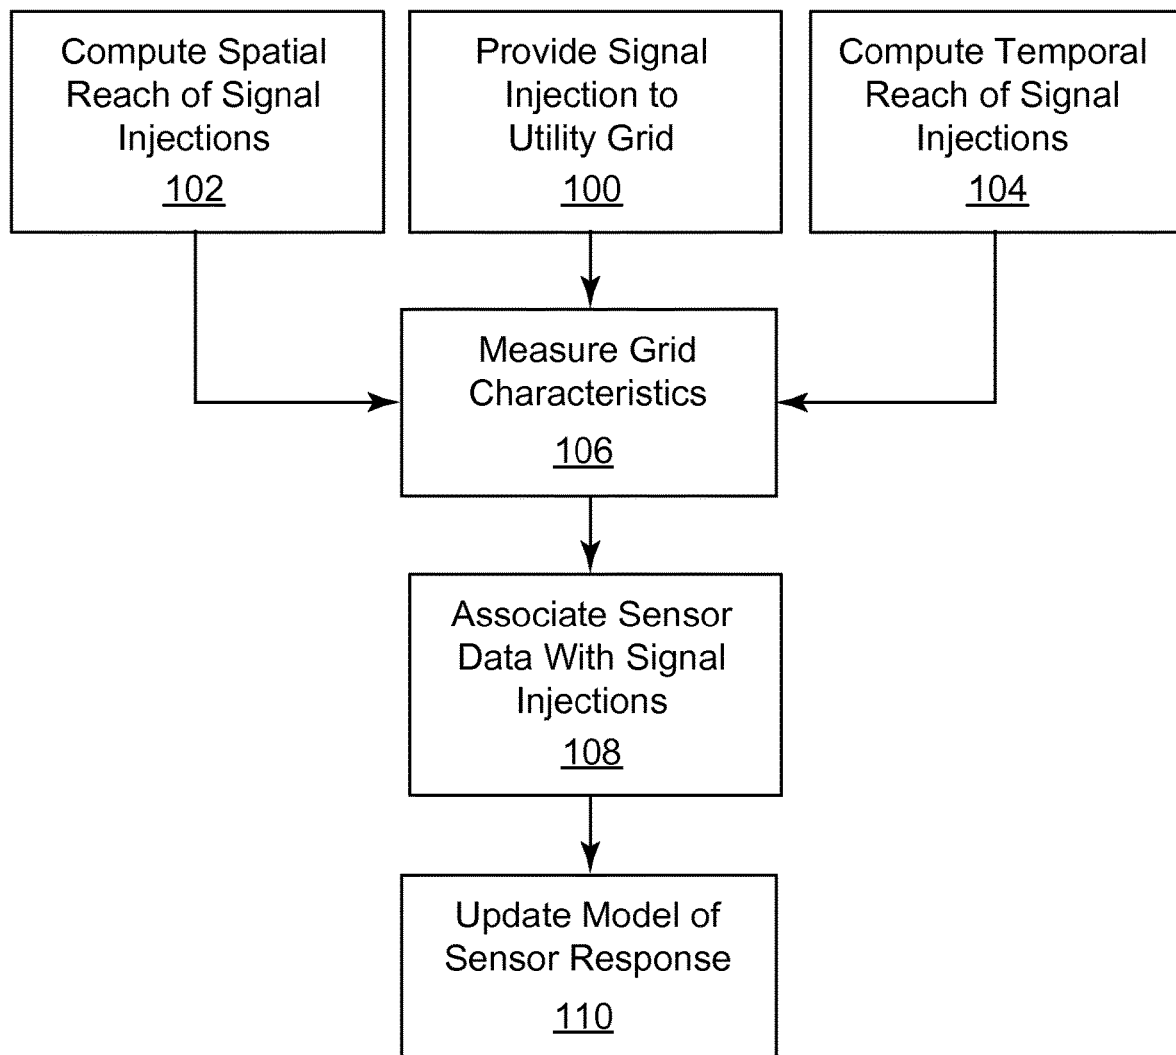 Compute Spatial
Reach of Signal
Injections
102
Provide Signal
Injection to
Utility Grid
100
Compute Temporal
Reach of Signal
Injections
104
Measure Grid
Characteristics
106
Associate Sensor
Data With Signal
Injections
108
Update Model of
Sensor Response
110